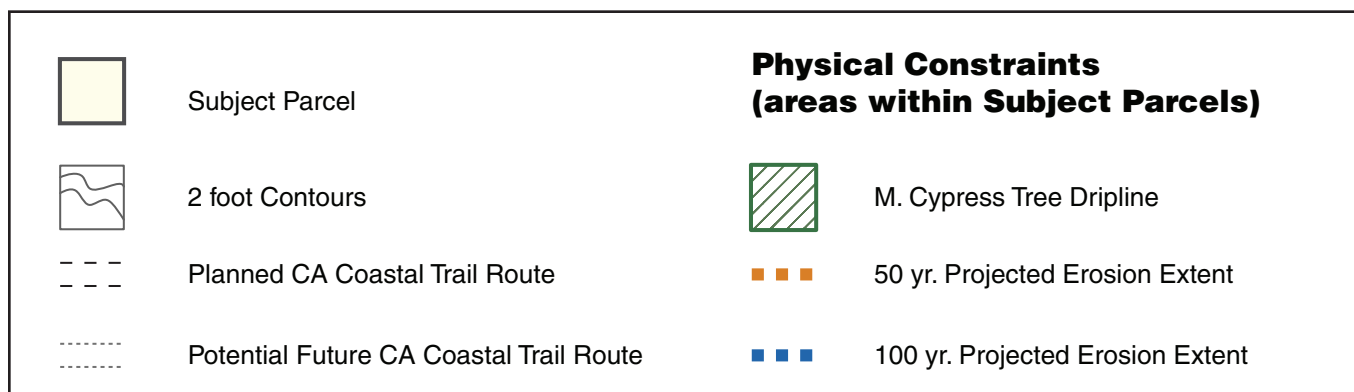 Subject Parcel
2 foot Contours
Planned CA Coastal Trail Route
Potential Future CA Coastal Trail Route
Physical Constraints
(areas within Subject Parcels)
M. Cypress Tree Dripline
50 yr. Projected Erosion Extent
100 yr. Projected Erosion Extent